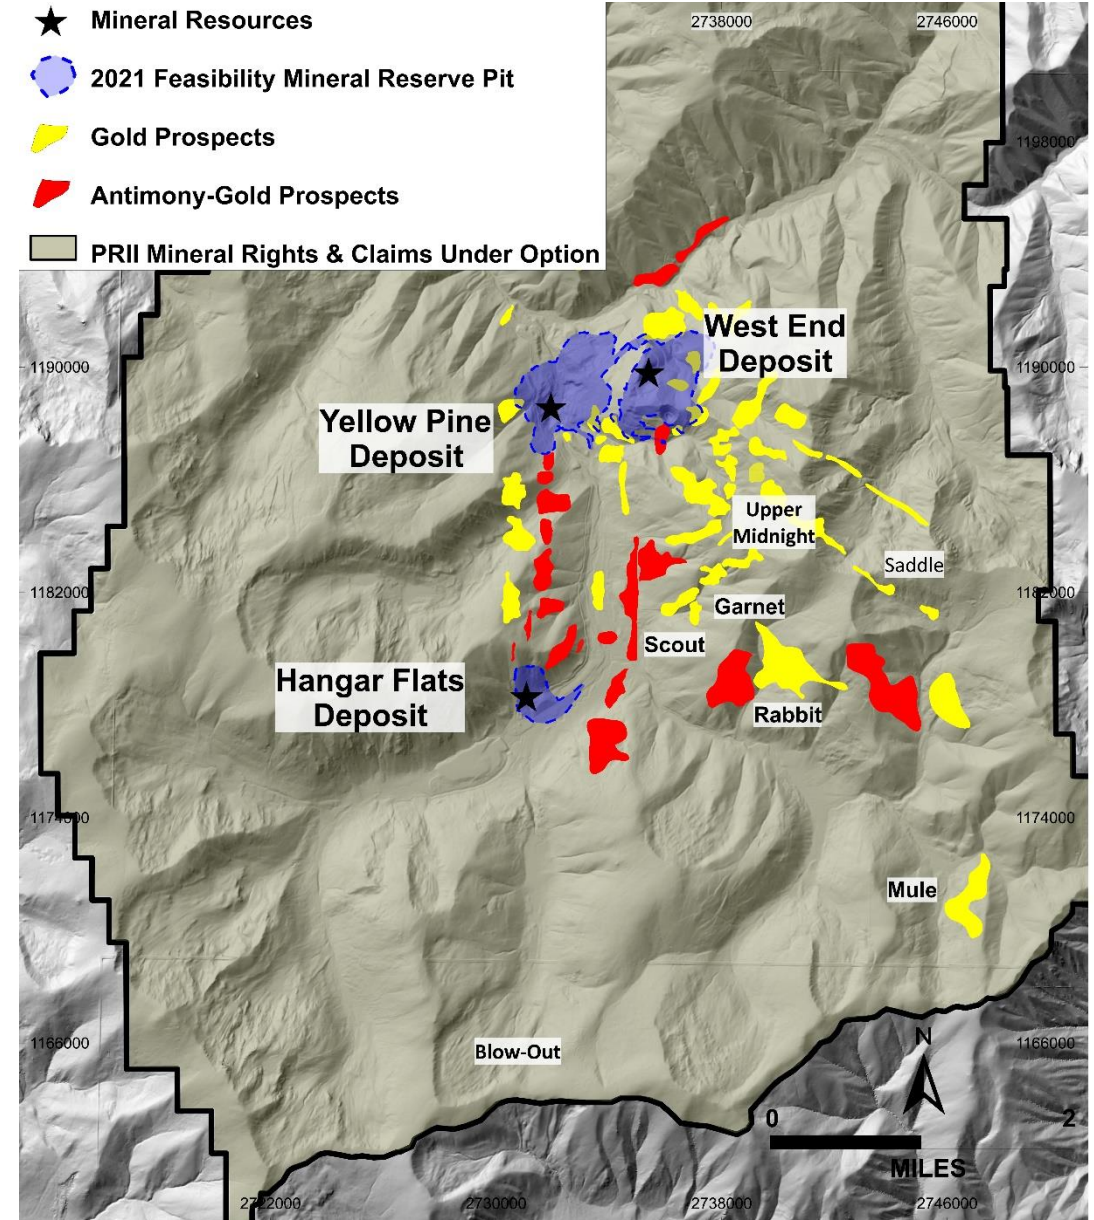 Mineral Resources
2021 Feasibility Mineral Reserve Pit
Gold Prospects
Antimony-Gold Prospects
PRII Mineral Rights & Claims Under Option
2738000
2746000
1198000
West End
Deposit
1190000
1190000
Yellow Pine
Deposit
Upper
Midnight
Saddle
1182000
1182000
Garnet
Scout
Hangar Flats
Deposit
Rabbit
1174000
1174000
Mule
N
1166000
1166000
Blow-Out
0
2
MILES
2722000
2730000
2738000
2746000